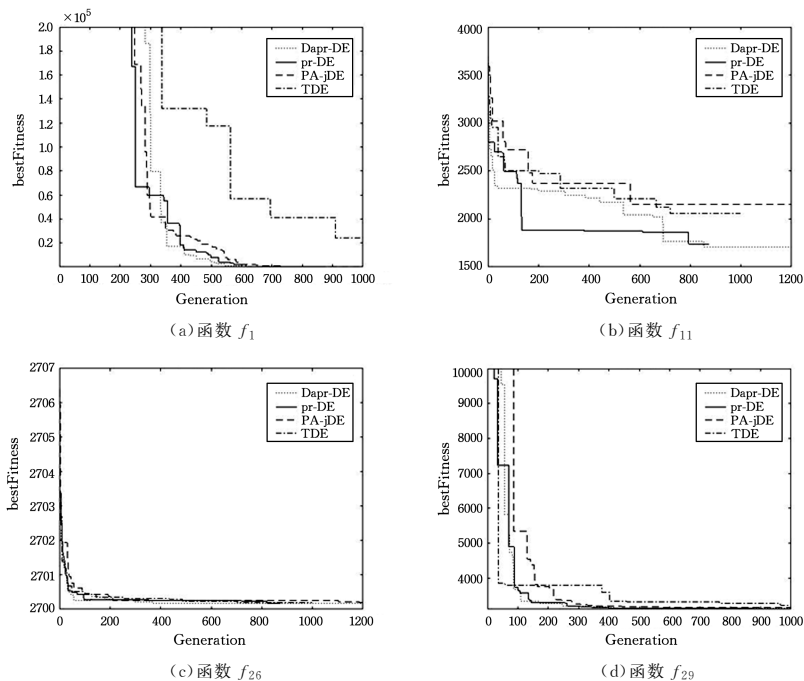 ×10⁵
2.0
1.8
1.6
1.4
1.2
1.0
0.8
0.6
0.4
0.2
bestFitness
Dapr-DE
pr-DE
PA-jDE
TDE
0 100 200 300 400 500 600 700 800 900 1000
Generation
(a)函数 f₁
4000
3500
3000
2500
2000
1500
bestFitness
Dapr-DE
pr-DE
PA-jDE
TDE
0 200 400 600 800 1000 1200
Generation
(b)函数 f₁₁
2707
2706
2705
2704
2703
2702
2701
2700
bestFitness
Dapr-DE
pr-DE
PA-jDE
TDE
0 200 400 600 800 1000 1200
Generation
(c)函数 f₂₆
10000
9000
8000
7000
6000
5000
4000
bestFitness
Dapr-DE
pr-DE
PA-jDE
TDE
0 100 200 300 400 500 600 700 800 900 1000
Generation
(d)函数 f₂₉